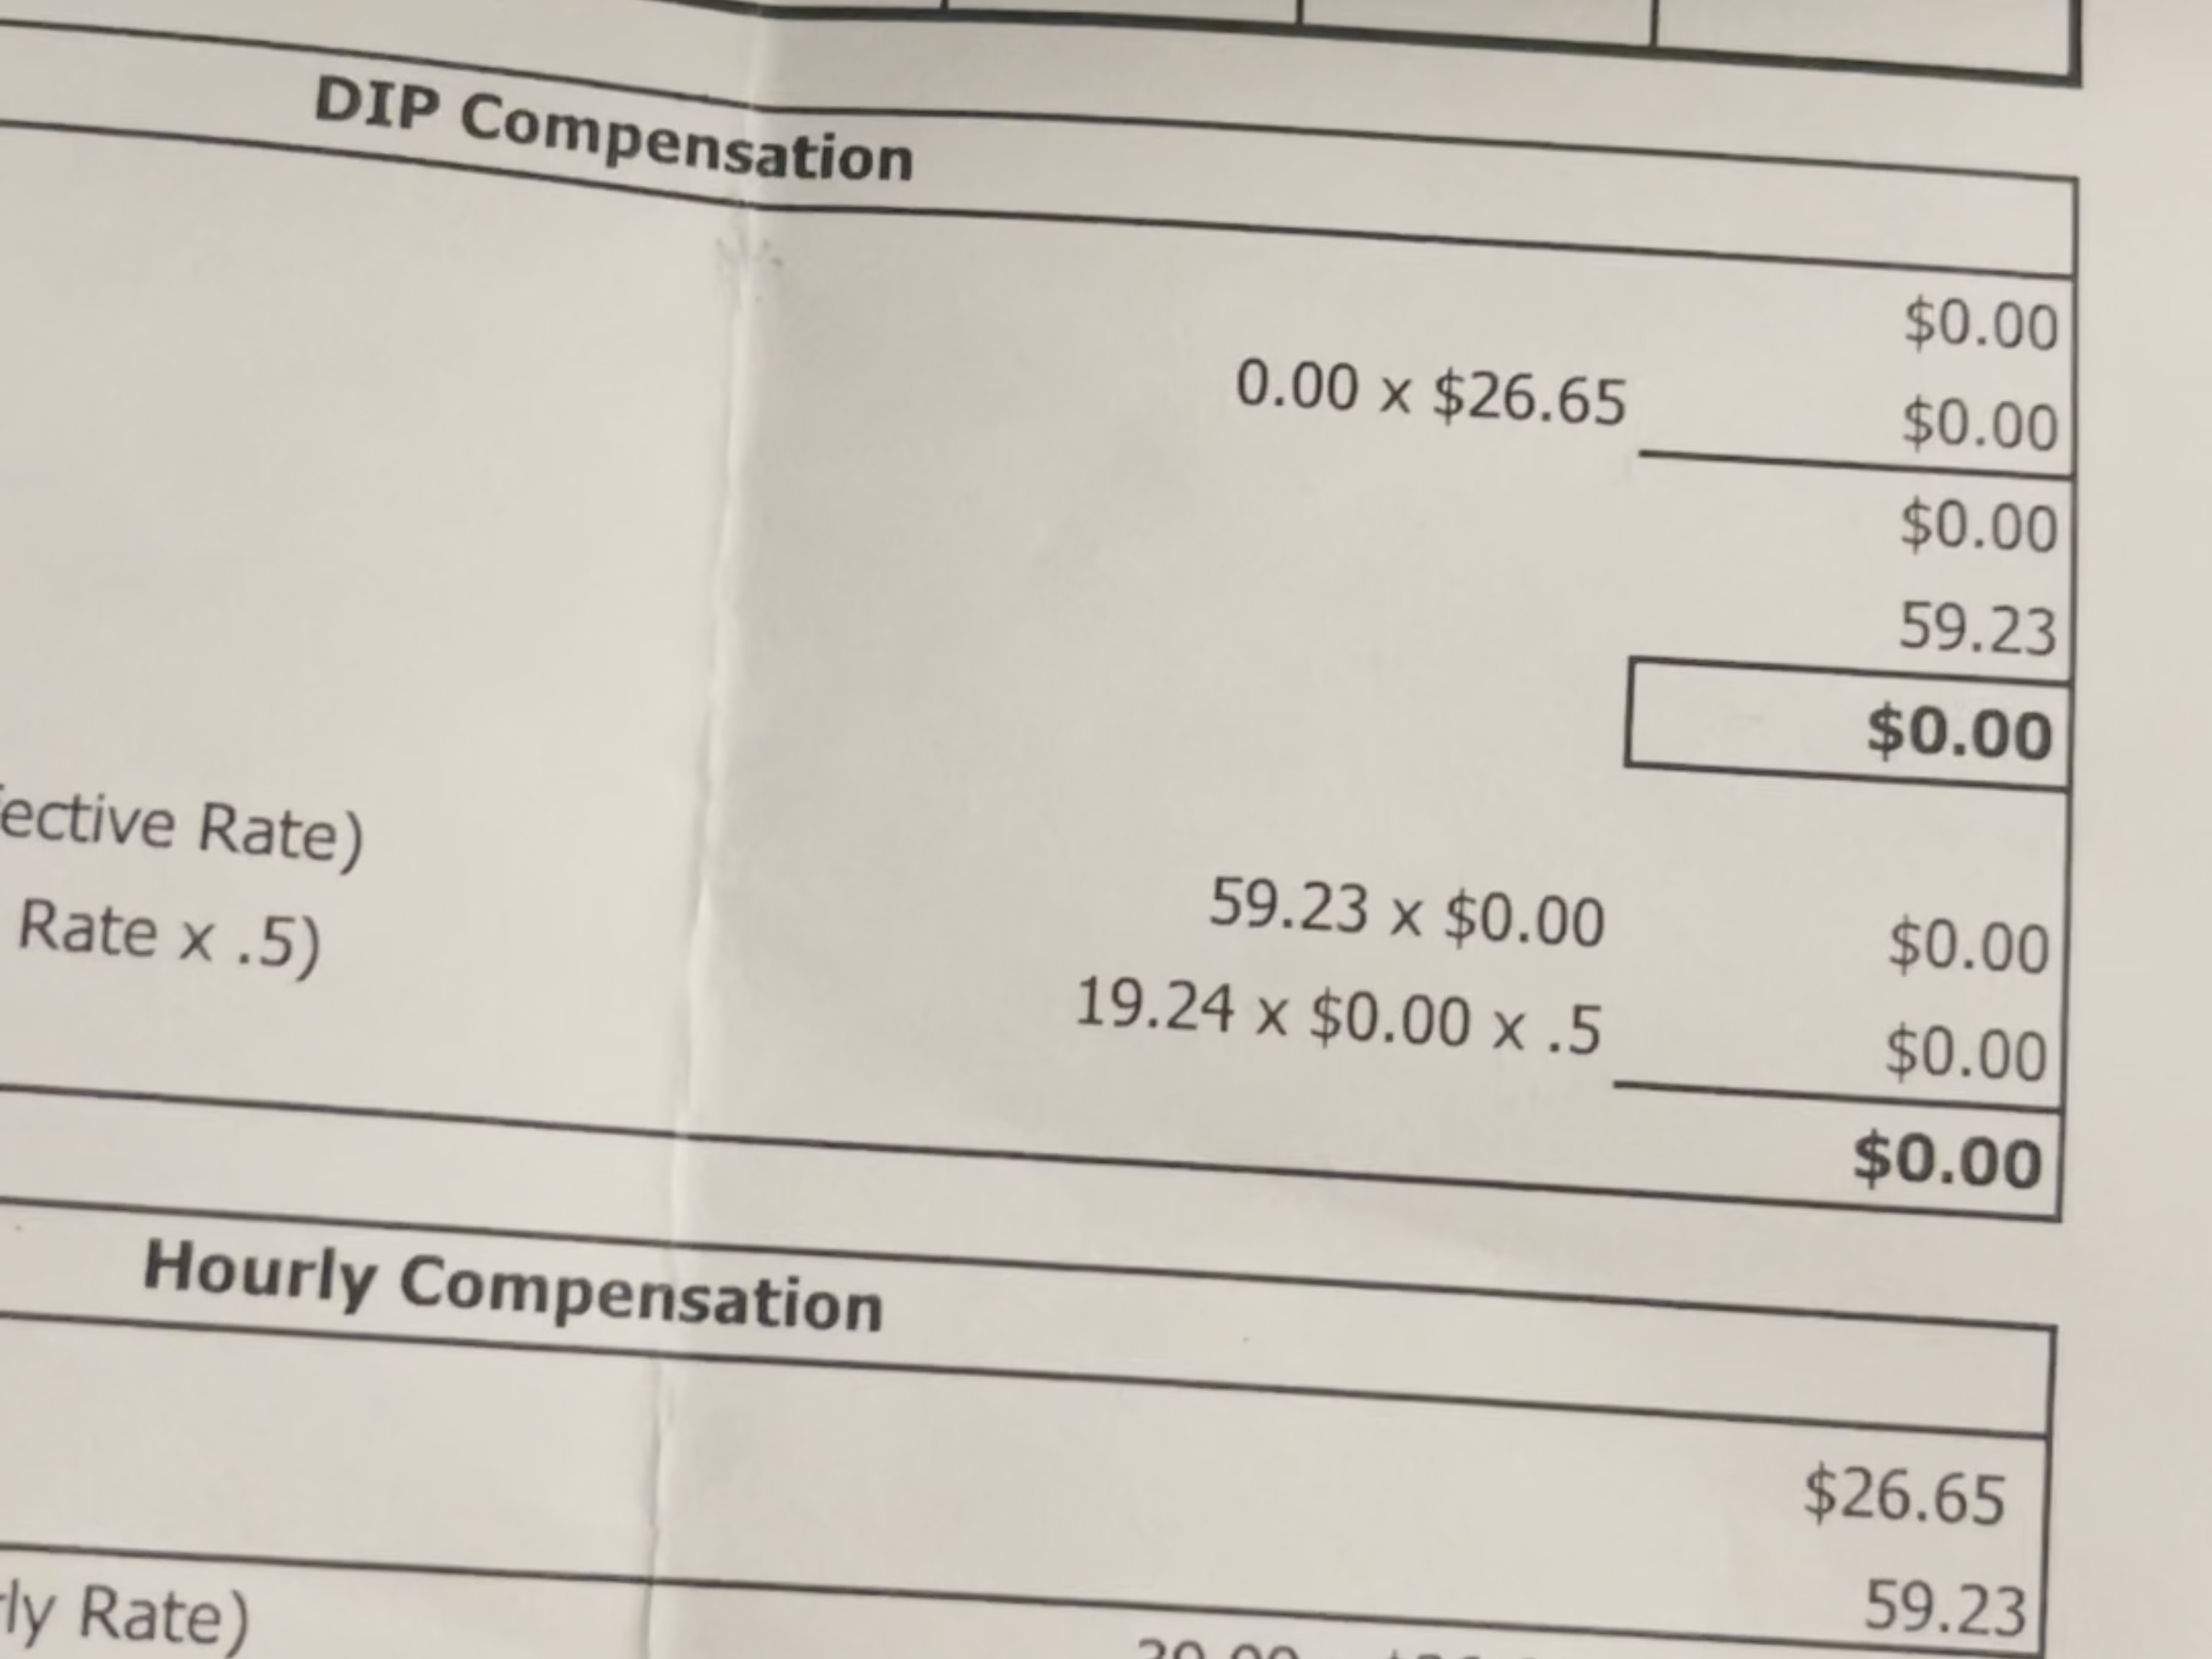 DIP Compensation
$0.00
0.00 x $26.65 $0.00
$0.00
59.23
$0.00
ective Rate)
59.23 x $0.00 $0.00
Rate x .5)
19.24 x $0.00 x .5 $0.00
$0.00
Hourly Compensation
$26.65
59.23
ly Rate)